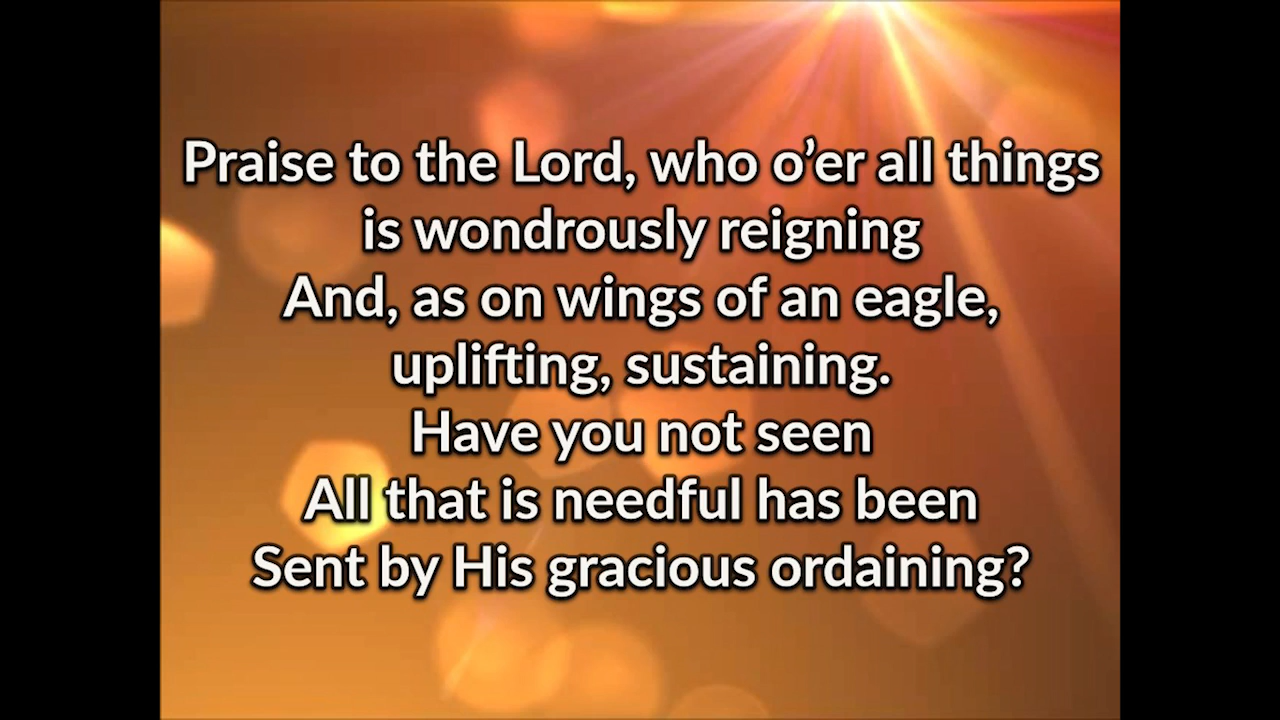 Praise to the Lord, who o’er all things
is wondrously reigning
And, as on wings of an eagle,
uplifting, sustaining.
Have you not seen
All that is needful has been
Sent by His gracious ordaining?